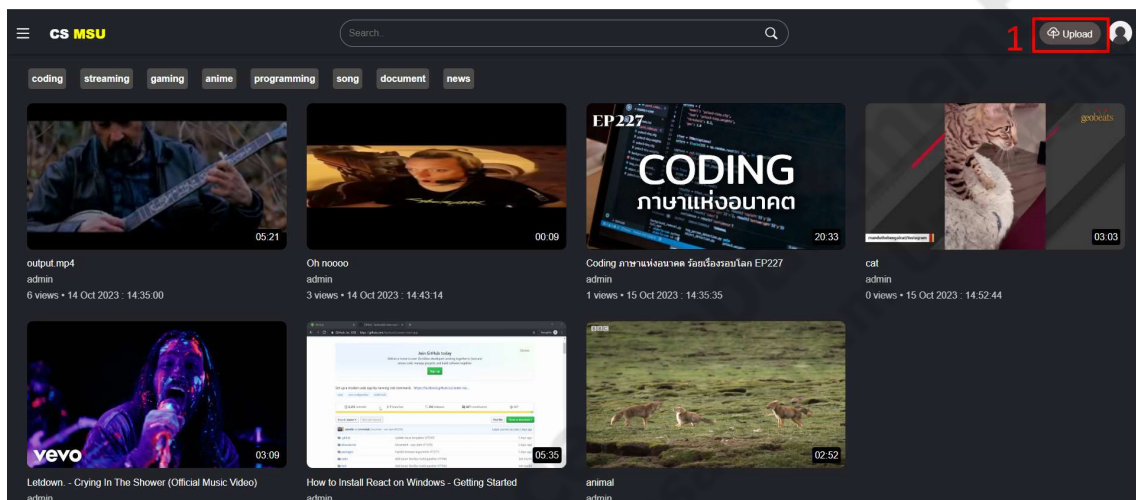 CS MSU
Search..
1
Upload
coding streaming gaming anime programming song document news
05:21
00:09
EP227
CODING
ภาษาแห่งอนาคต
20:33
geobeats
03:03
output.mp4
admin
6 views • 14 Oct 2023 : 14:35:00
Oh noooo
admin
3 views • 14 Oct 2023 : 14:43:14
Coding ภาษาแห่งอนาคต ร้อยเรื่องรอบโลก EP227
admin
1 views • 15 Oct 2023 : 14:35:35
cat
admin
0 views • 15 Oct 2023 : 14:52:44
vevo
03:09
Join GitHub today
05:35
BBC
02:52
Letdown. - Crying In The Shower (Official Music Video)
admin
How to Install React on Windows - Getting Started
admin
animal
admin